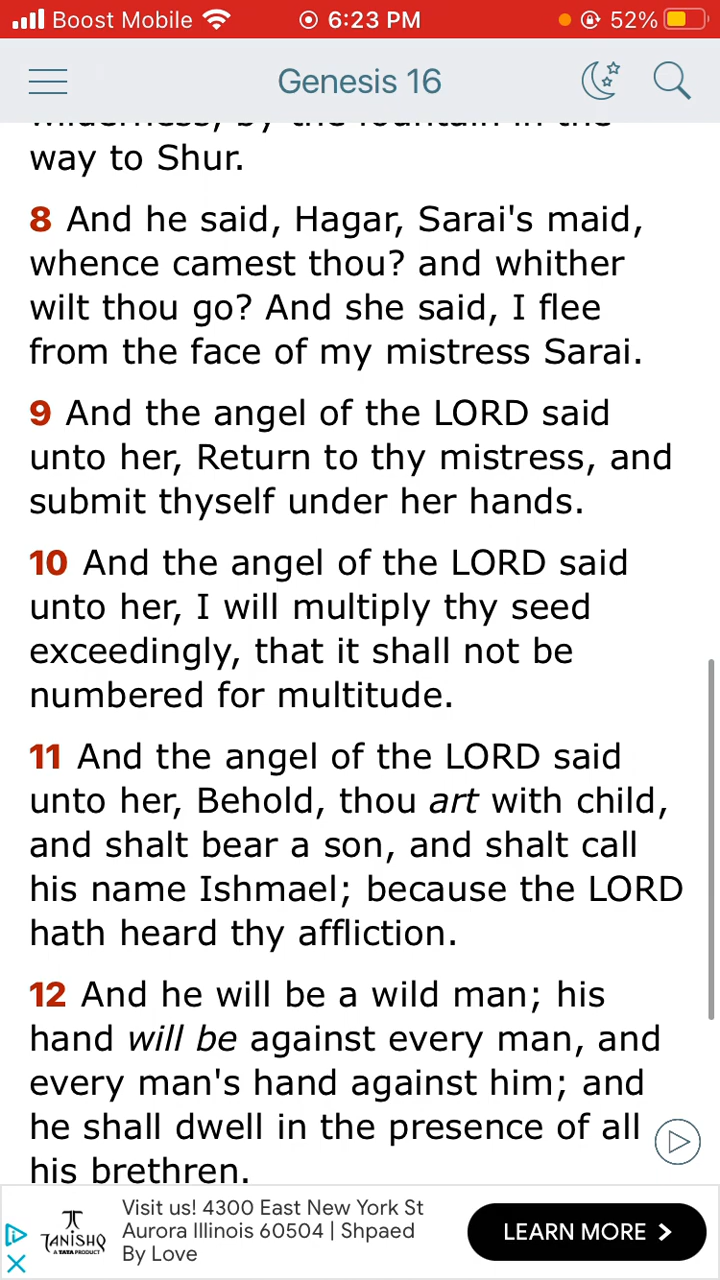 Boost Mobile 6:23 PM 52%
Genesis 16
wilderness, by the fountain in the
way to Shur.
8 And he said, Hagar, Sarai's maid,
whence camest thou? and whither
wilt thou go? And she said, I flee
from the face of my mistress Sarai.
9 And the angel of the LORD said
unto her, Return to thy mistress, and
submit thyself under her hands.
10 And the angel of the LORD said
unto her, I will multiply thy seed
exceedingly, that it shall not be
numbered for multitude.
11 And the angel of the LORD said
unto her, Behold, thou art with child,
and shalt bear a son, and shalt call
his name Ishmael; because the LORD
hath heard thy affliction.
12 And he will be a wild man; his
hand will be against every man, and
every man's hand against him; and
he shall dwell in the presence of all
his brethren.
TANISHQ
A TATA PRODUCT
Visit us! 4300 East New York St
Aurora Illinois 60504 | Shpaed
By Love
LEARN MORE